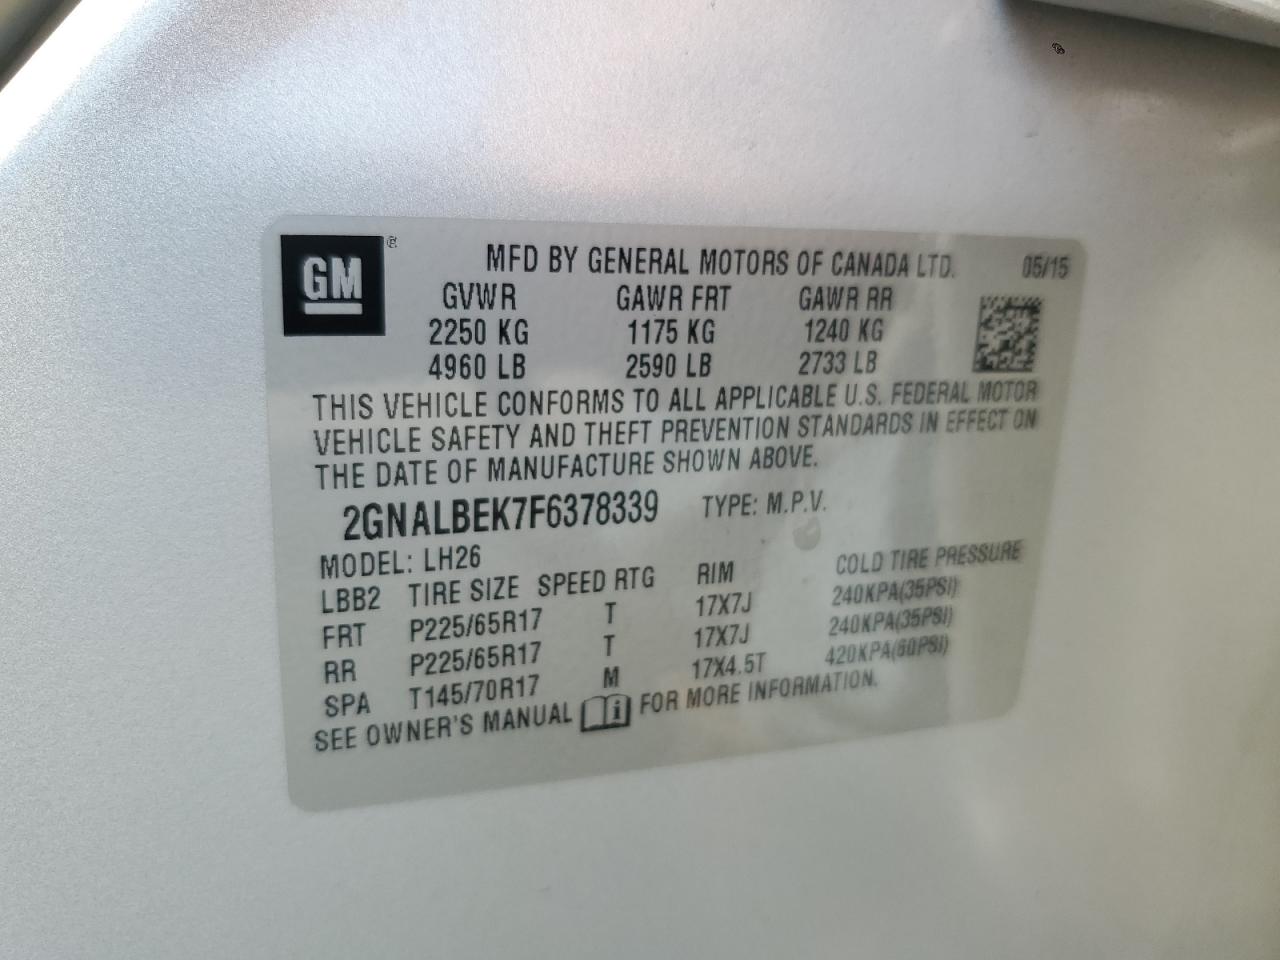 GM ®
MFD BY GENERAL MOTORS OF CANADA LTD. 05/15
GVWR GAWR FRT GAWR RR
2250 KG 1175 KG 1240 KG
4960 LB 2590 LB 2733 LB
THIS VEHICLE CONFORMS TO ALL APPLICABLE U.S. FEDERAL MOTOR
VEHICLE SAFETY AND THEFT PREVENTION STANDARDS IN EFFECT ON
THE DATE OF MANUFACTURE SHOWN ABOVE.
2GNALBEK7F6378339 TYPE: M.P.V.
MODEL: LH26
LBB2 TIRE SIZE SPEED RTG RIM COLD TIRE PRESSURE
FRT P225/65R17 T 17X7J 240KPA(35PSI)
RR P225/65R17 T 17X7J 240KPA(35PSI)
SPA T145/70R17 M 17X4.5T 420KPA(60PSI)
SEE OWNER'S MANUAL i FOR MORE INFORMATION.